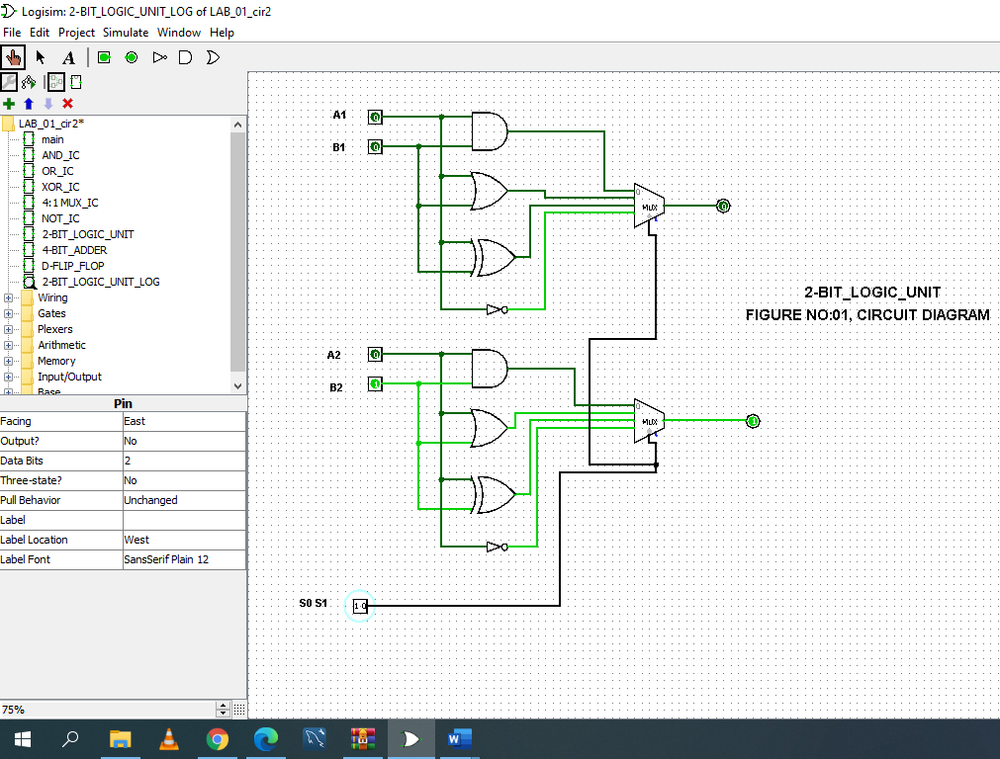 Logisim: 2-BIT_LOGIC_UNIT_LOG of LAB_01_cir2
File Edit Project Simulate Window Help
A
LAB_01_cir2*
main
AND_IC
OR_IC
XOR_IC
4:1 MUX_IC
NOT_IC
2-BIT_LOGIC_UNIT
4-BIT_ADDER
D-FLIP_FLOP
2-BIT_LOGIC_UNIT_LOG
Wiring
Gates
Plexers
Arithmetic
Memory
Input/Output
Base
Pin
Facing East
Output? No
Data Bits 2
Three-state? No
Pull Behavior Unchanged
Label
Label Location West
Label Font SansSerif Plain 12
75%
A1 0
B1 0
0
MUX
0
2-BIT_LOGIC_UNIT
FIGURE NO:01, CIRCUIT DIAGRAM
A2 0
B2 1
0
MUX
1
S0 S1 1 0
W